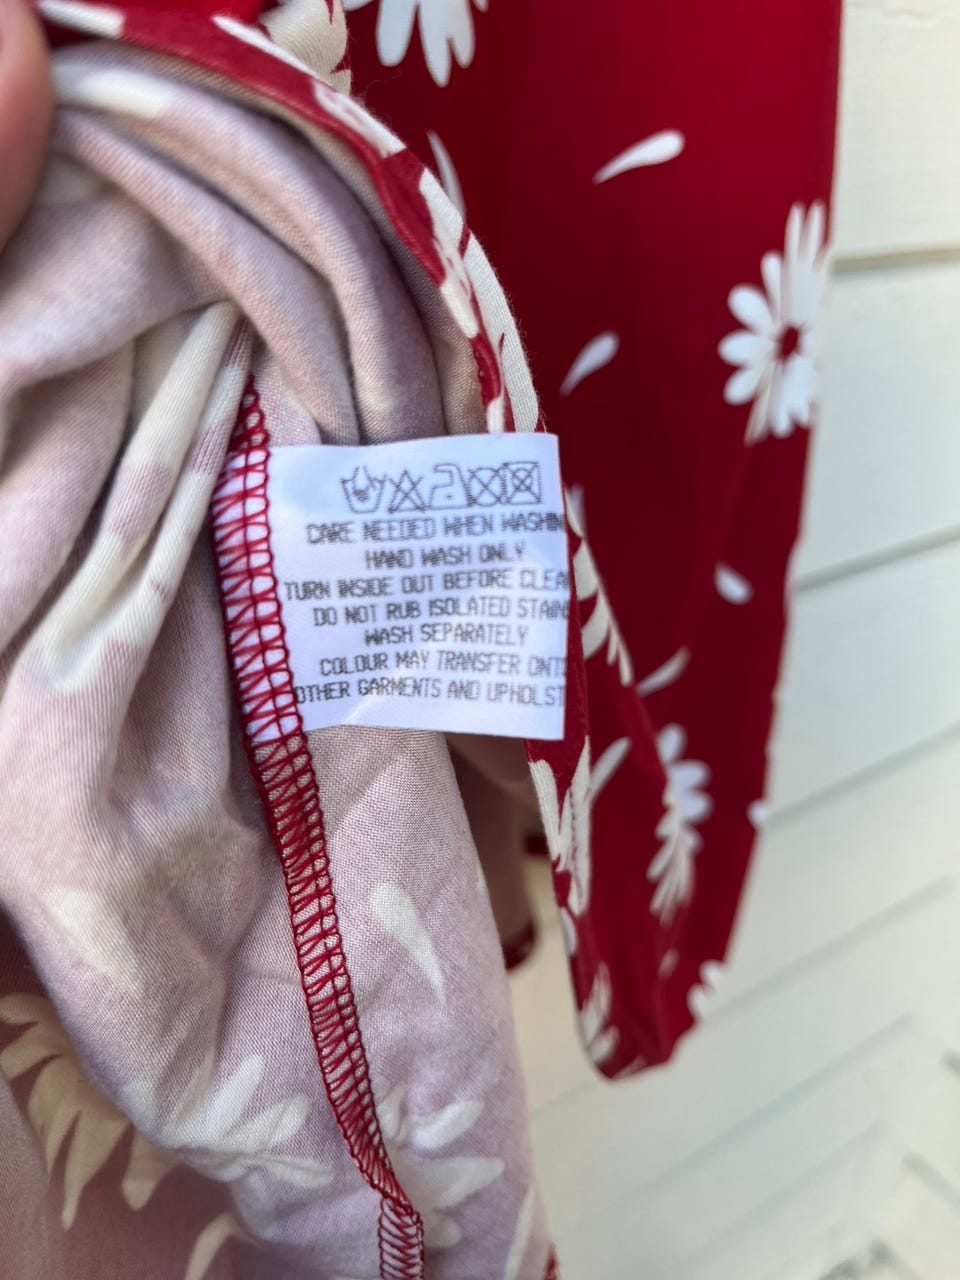 CARE NEEDED WHEN WASHIN
HAND WASH ONLY
TURN INSIDE OUT BEFORE CLEA
DO NOT RUB ISOLATED STAIN
WASH SEPARATELY
COLOUR MAY TRANSFER ONT
OTHER GARMENTS AND UPHOLST